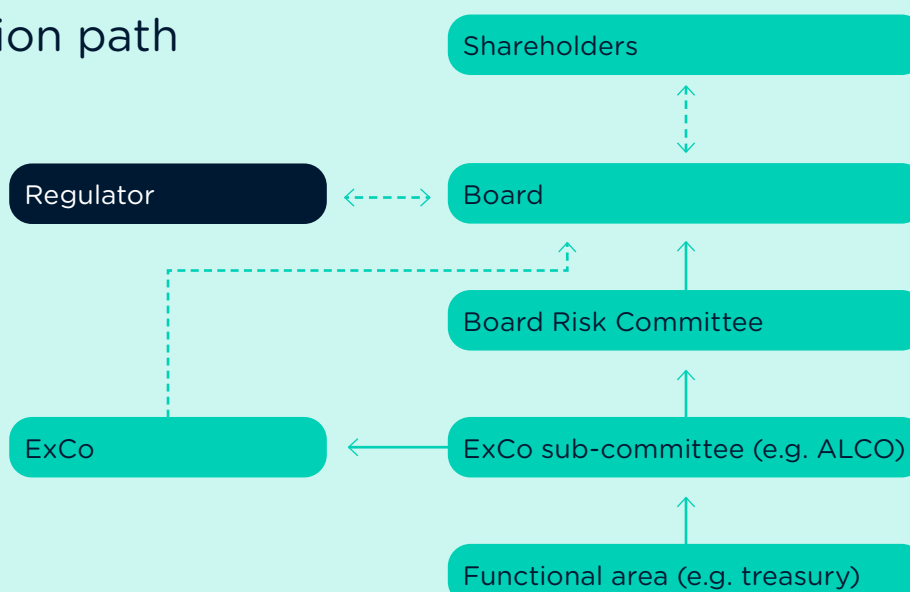 ion path
Shareholders
Regulator
Board
Board Risk Committee
ExCo
ExCo sub-committee (e.g. ALCO)
Functional area (e.g. treasury)